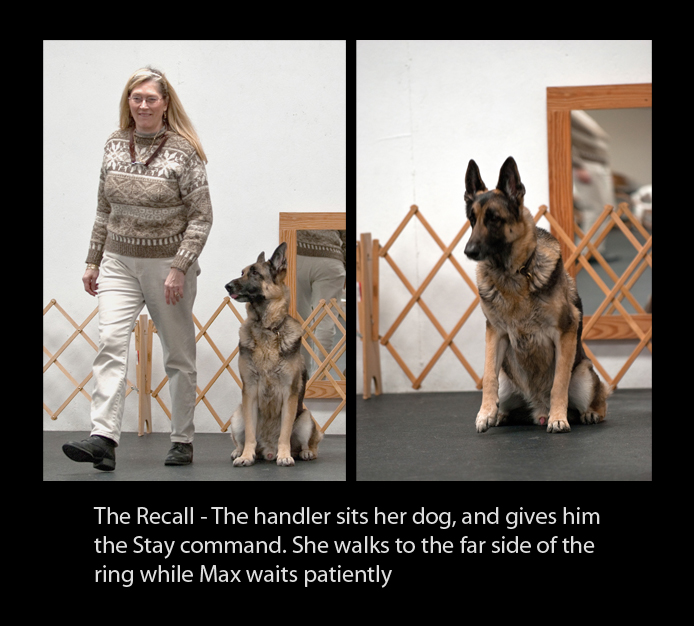 The Recall - The handler sits her dog, and gives him
the Stay command. She walks to the far side of the
ring while Max waits patiently